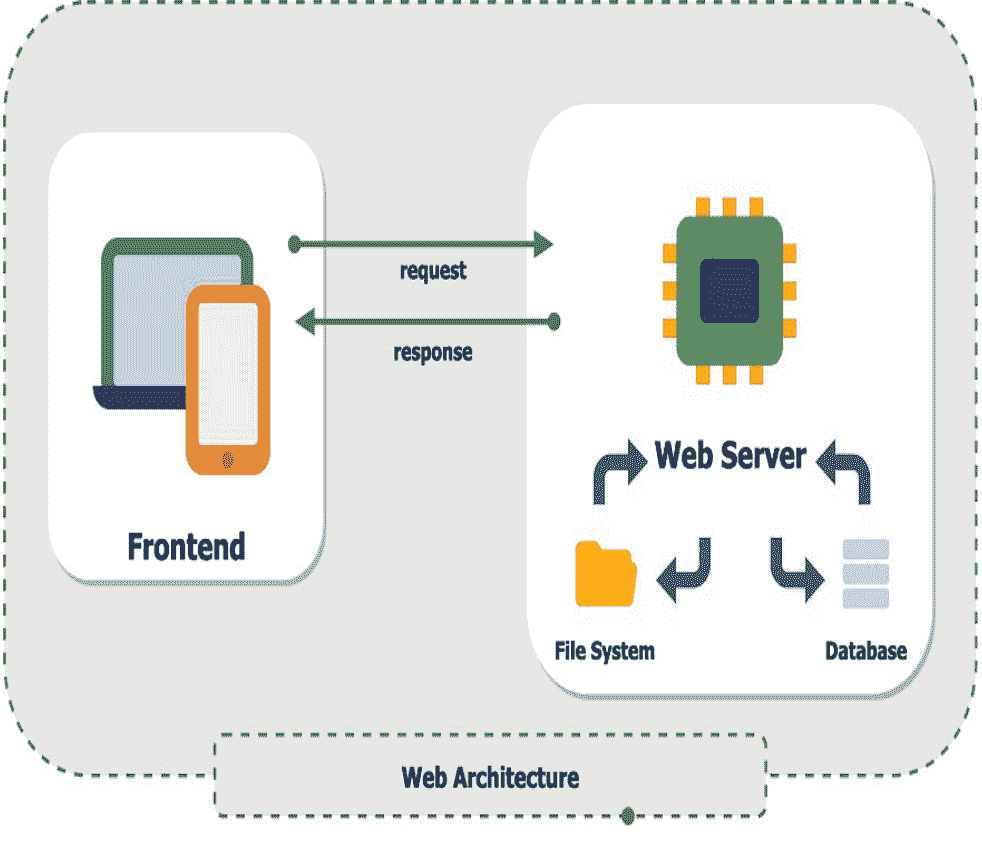 request
response
Web Server
Frontend
File System
Database
Web Architecture